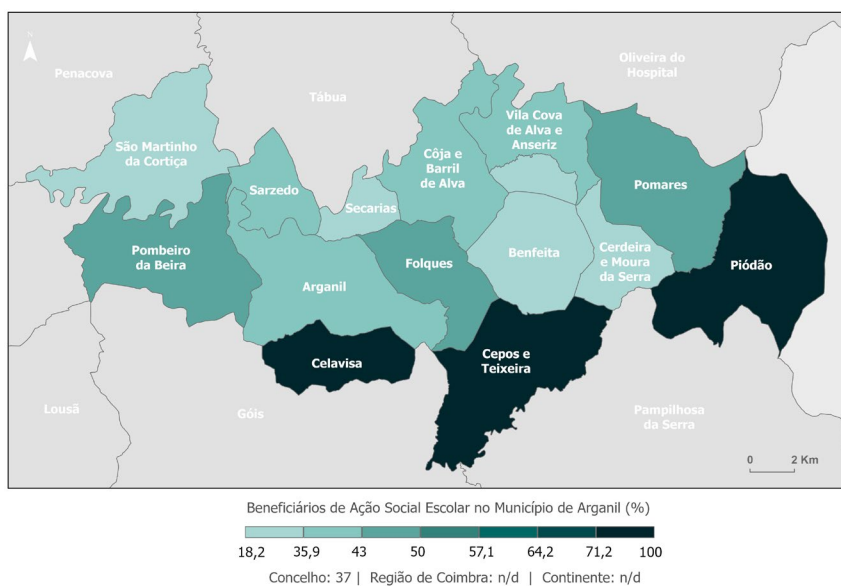 N
Penacova
Oliveira do
Hospital
Tábua
São Martinho
da Cortiça
Vila Cova
de Alva e
Anseriz
Côja e
Barril
de Alva
Sarzedo
Secarias
Pomares
Pombeiro
da Beira
Arganil
Folques
Benfeita
Cerdeira
e Moura
da Serra
Piódão
Celavisa
Cepos e
Teixeira
Lousã
Góis
Pampilhosa
da Serra
0 2 Km
Beneficiários de Ação Social Escolar no Município de Arganil (%)
18,2 35,9 43 50 57,1 64,2 71,2 100
Concelho: 37 | Região de Coimbra: n/d | Continente: n/d